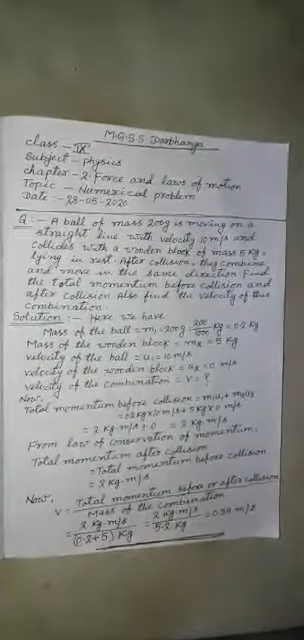 M.G.S.S Darbhanga
Class - IX
Subject - physics
chapter - 2. Force and laws of motion
Topic - Numerical problem
Date - 28-05-2020
Q:- A ball of mass 200g is moving on a
straight line with velocity 10 m/s and
collides with a wooden block of mass 5 kg
lying in rest. After collision, they combine
and move in the same direction Find
the total momentum before collision and
after collision Also find the velocity of this
combination.
Solution:- Here we have
Mass of the ball = m₁ = 200g = 200/1000 kg = 0.2 kg
Mass of the wooden block = m₂ = 5 kg
velocity of the ball = u₁ = 10 m/s
velocity of the wooden block = u₂ = 0 m/s
velocity of the combination = V = ?
Now,
Total momentum before collision = m₁u₁ + m₂u₂
= 0.2 kg x 10 m/s + 5 kg x 0 m/s
= 2 kg m/s + 0 = 2 kg m/s
From law of conservation of momentum,
Total momentum after collision
= Total momentum before collision
= 2 kg m/s
Now,
V = Total momentum before or after collision / Mass of the combination
= 2 kg m/s / (0.2+5) kg = 2 kg m/s / 5.2 kg = 0.38 m/s